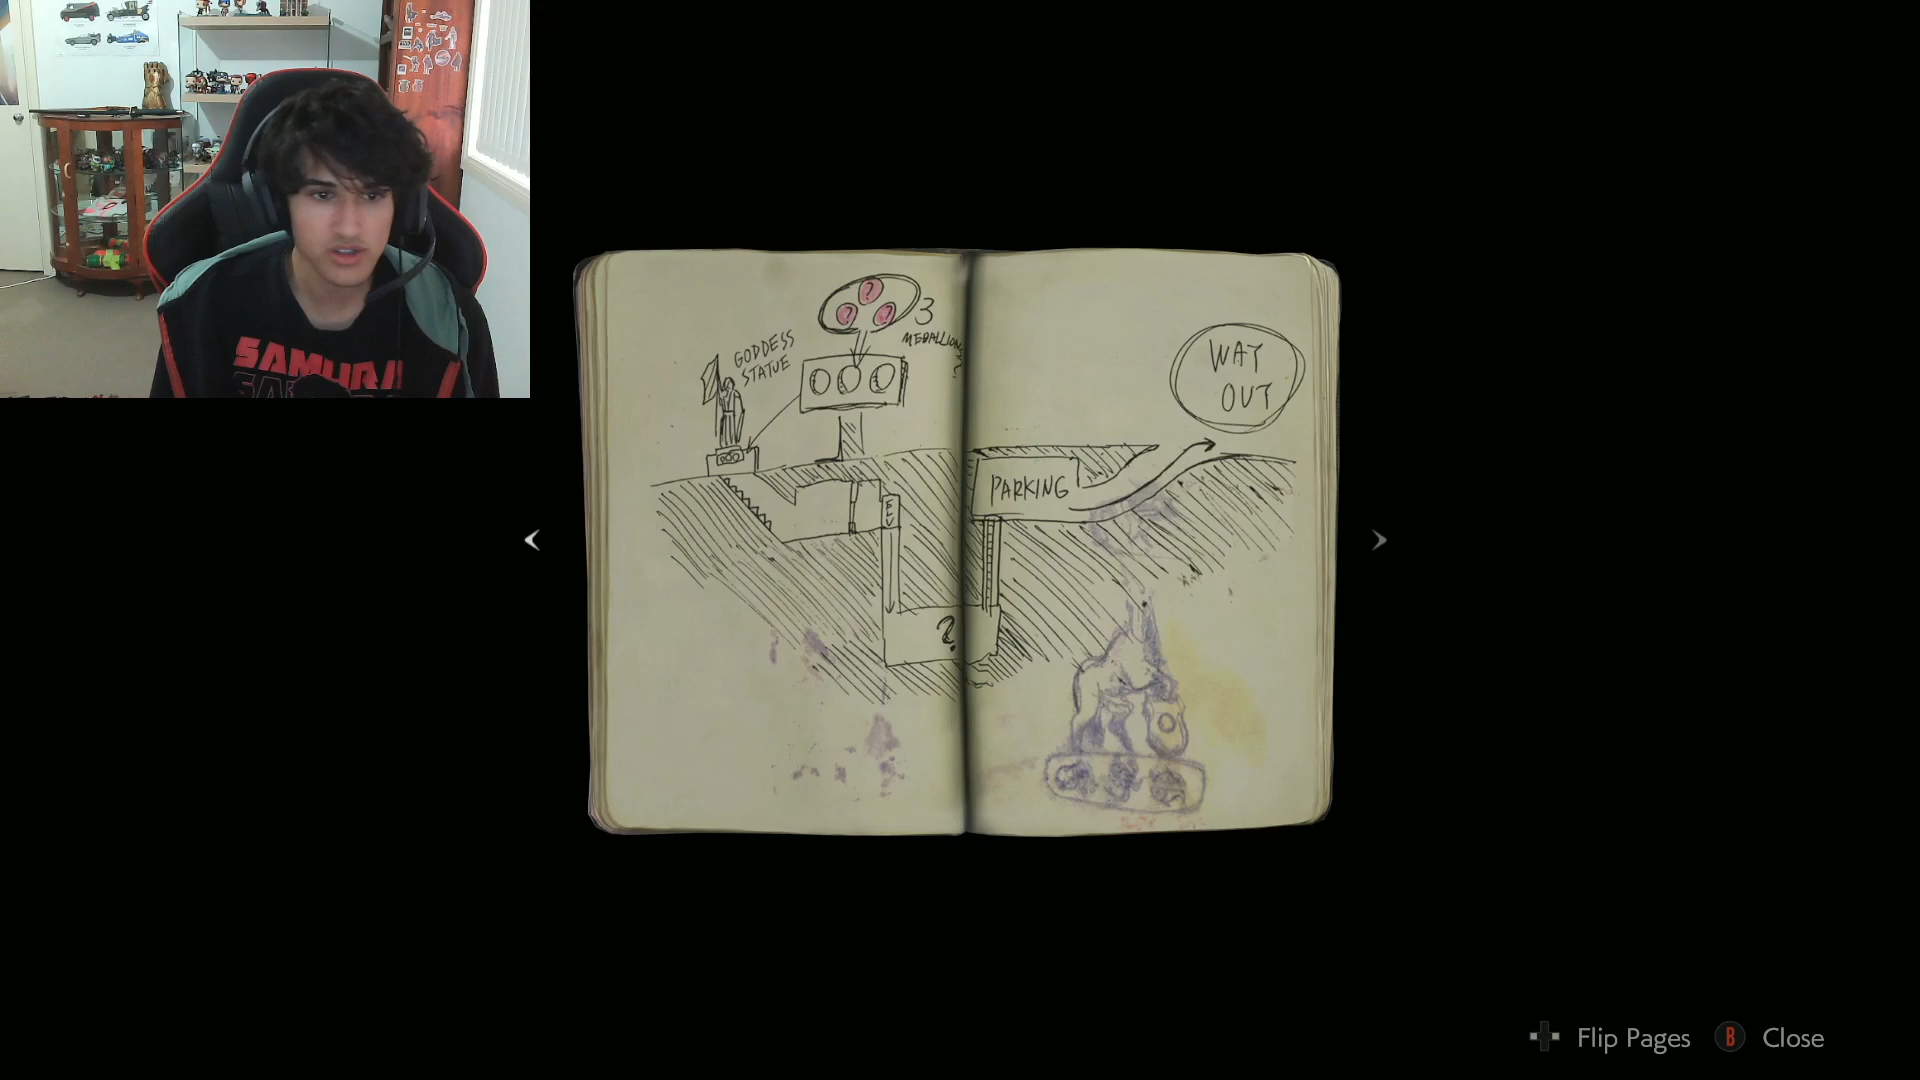 SAMURAI
3
MEDALLIONS?
? ? ?
GODDESS
STATUE
WAY
OUT
PARKING
ELV
?
Flip Pages B Close